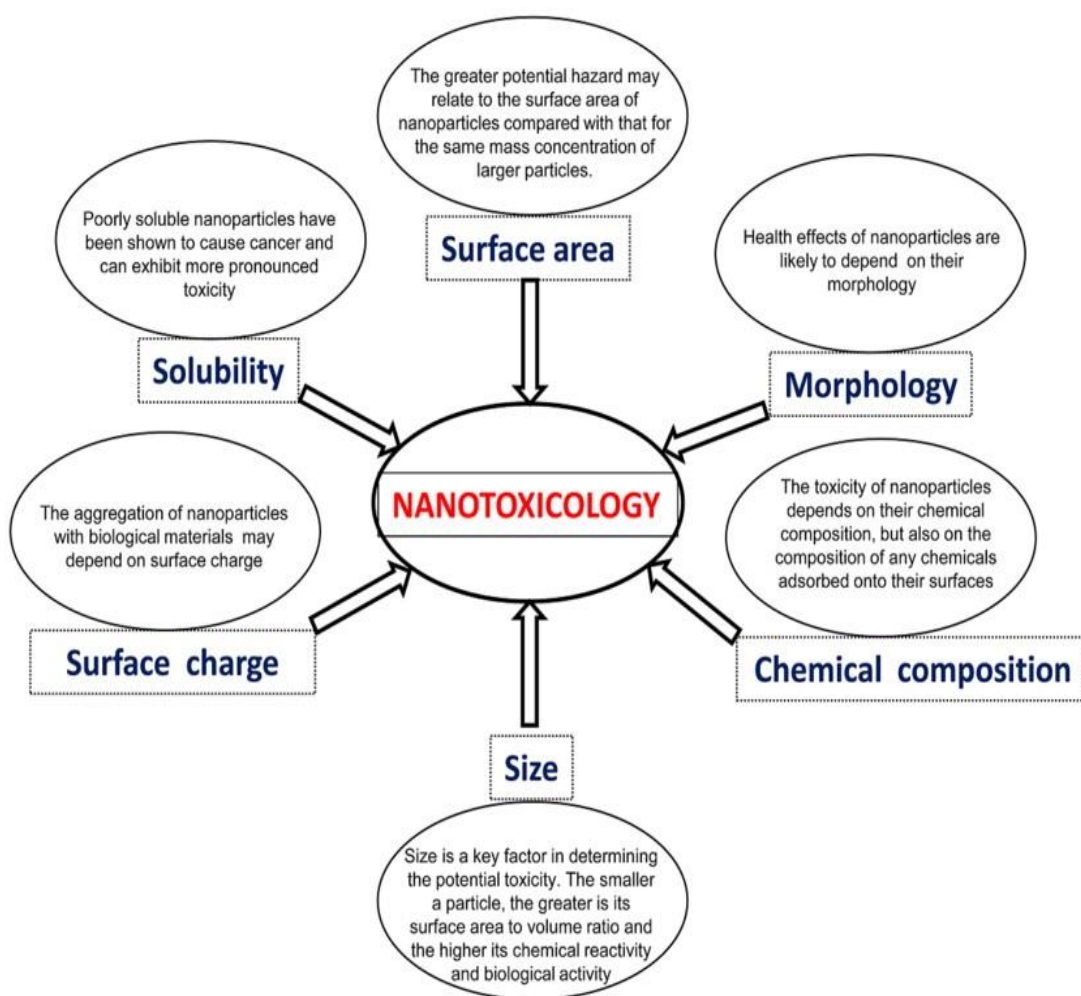 The greater potential hazard may
relate to the surface area of
nanoparticles compared with that for
the same mass concentration of
larger particles.
Surface area
Poorly soluble nanoparticles have
been shown to cause cancer and
can exhibit more pronounced
toxicity
Solubility
Health effects of nanoparticles are
likely to depend on their
morphology
Morphology
NANOTOXICOLOGY
The aggregation of nanoparticles
with biological materials may
depend on surface charge
Surface charge
The toxicity of nanoparticles
depends on their chemical
composition, but also on the
composition of any chemicals
adsorbed onto their surfaces
Chemical composition
Size
Size is a key factor in determining
the potential toxicity. The smaller
a particle, the greater is its
surface area to volume ratio and
the higher its chemical reactivity
and biological activity